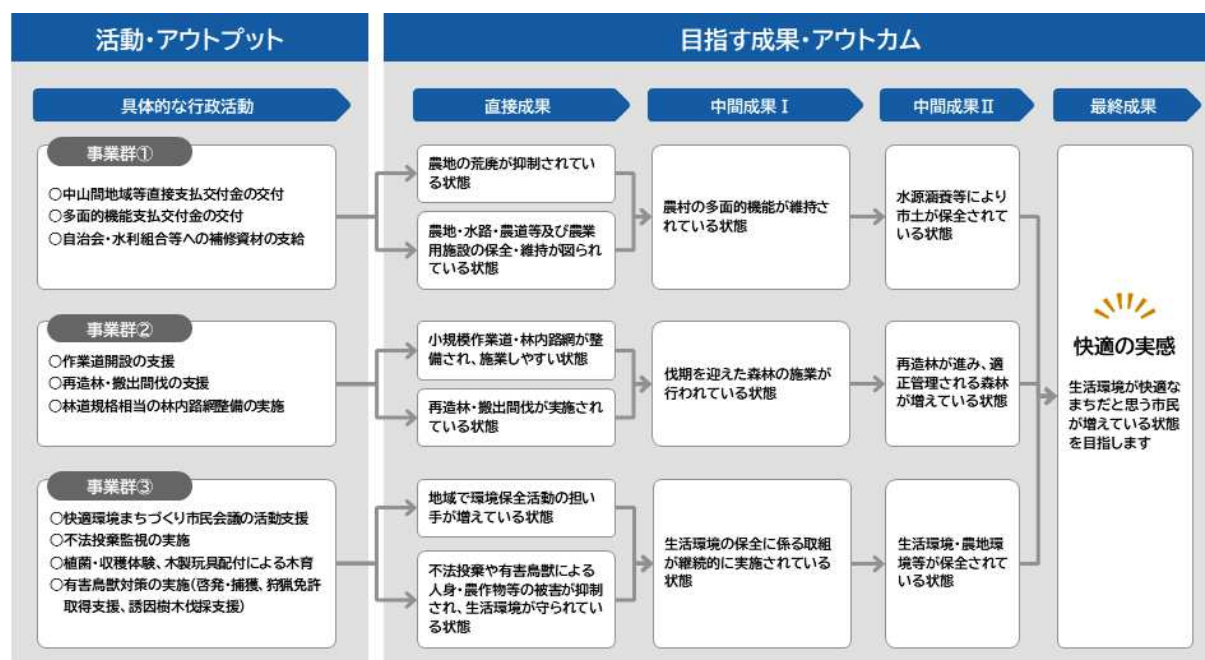 活動・アウトプット
目指す成果・アウトカム
具体的な行政活動
直接成果
中間成果Ⅰ
中間成果Ⅱ
最終成果
事業群①
○中山間地域等直接支払交付金の交付
○多面的機能支払交付金の交付
○自治会・水利組合等への補修資材の支給
農地の荒廃が抑制されてい
る状態
農地・水路・農道等及び農業
用施設の保全・維持が図られ
ている状態
農村の多面的機能が維持さ
れている状態
水源涵養等により
市土が保全されて
いる状態
事業群②
○作業道開設の支援
○再造林・搬出間伐の支援
○林道規格相当の林内路網整備の実施
小規模作業道・林内路網が整
備され、施業しやすい状態
再造林・搬出間伐が実施され
ている状態
伐期を迎えた森林の施業が
行われている状態
再造林が進み、適
正管理される森林
が増えている状態
事業群③
○快適環境まちづくり市民会議の活動支援
○不法投棄監視の実施
○植菌・収穫体験、木製玩具配付による木育
○有害鳥獣対策の実施(啓発・捕獲、狩猟免許
取得支援、誘因樹木伐採支援)
地域で環境保全活動の担い
手が増えている状態
不法投棄や有害鳥獣による
人身・農作物等の被害が抑制
され、生活環境が守られてい
る状態
生活環境の保全に係る取組
が継続的に実施されている
状態
生活環境・農地環
境等が保全されて
いる状態
快適の実感
生活環境が快適な
まちだと思う市民
が増えている状態
を目指します